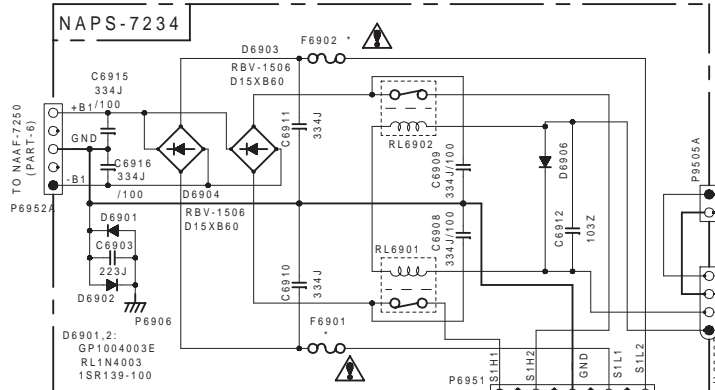 NAPS-7234
D6903
RBV-1506
D15XB60
F6902 *
C6915
334J
/100
+B1
GND
-B1
TO NAAF-7250
(PART-6)
P6952A
C6916
334J
/100
D6904
RBV-1506
D15XB60
C6911
334J
RL6902
C6909
334J/100
D6906
P9505A
D6901
C6903
223J
D6902
P6906
C6910
334J
RL6901
C6908
334J/100
C6912
103Z
D6901,2:
GP1004003E
RL1N4003
1SR139-100
F6901
*
P6951
S1H1
S1H2
GND
S1L1
S1L2